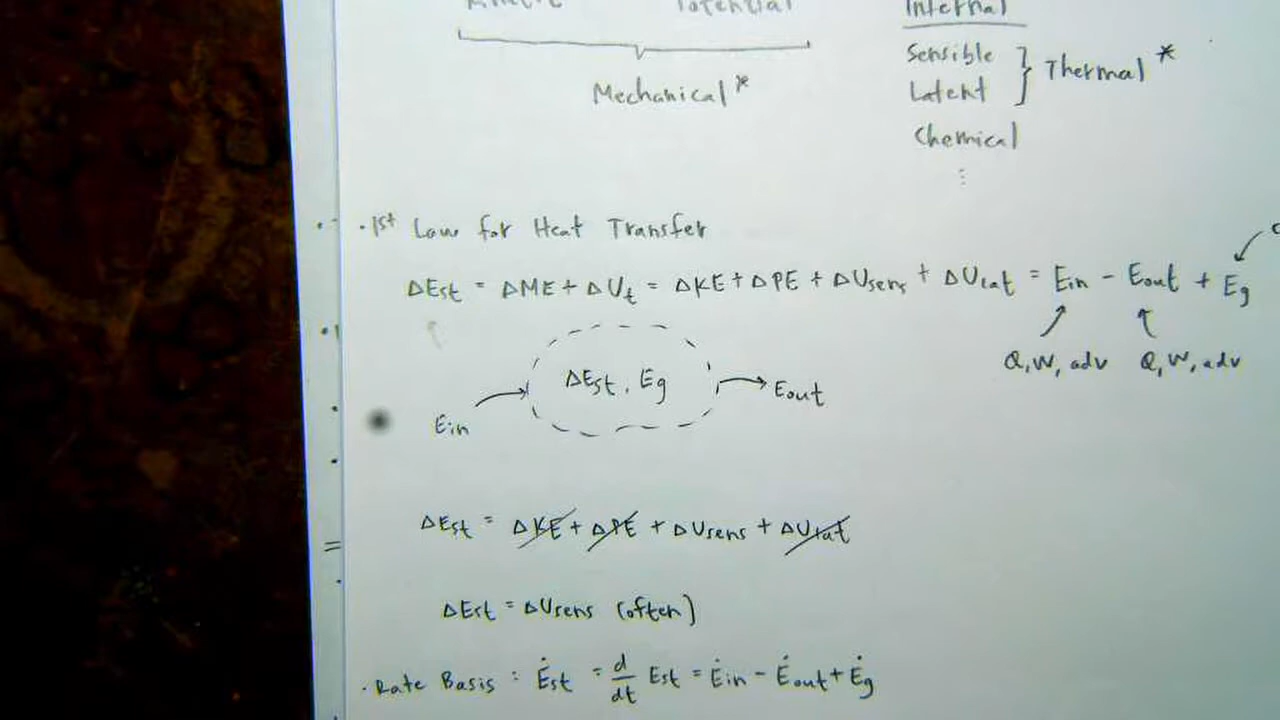 Kinetic Potential Internal
Sensible
Latent } Thermal *
Mechanical *
Chemical
⋮
· 1st Law for Heat Transfer
ΔEst = ΔME + ΔUt = ΔKE + ΔPE + ΔUsens + ΔUlat = Ein - Eout + Eg
Q, W, adv Q, W, adv
ΔEst, Eg
Ein
Eout
ΔEst = ΔKE + ΔPE + ΔUsens + ΔUlat
ΔEst = ΔUsens (often)
· Rate Basis : Ėst = d/dt Est = Ėin - Ėout + Ėg